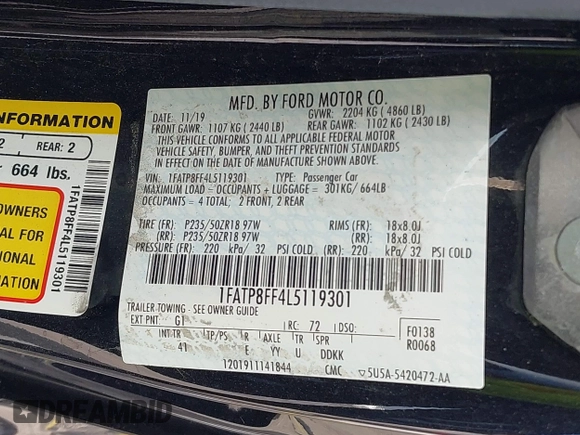 INFORMATION
2 REAR: 2
664 lbs.
OWNERS
IAL FOR
TIONAL
TION
1FATP8FF4L5119301
MFD. BY FORD MOTOR CO.
DATE: 11/19 GVWR: 2204 KG ( 4860 LB)
FRONT GAWR: 1107 KG ( 2440 LB) REAR GAWR: 1102 KG ( 2430 LB)
THIS VEHICLE CONFORMS TO ALL APPLICABLE FEDERAL MOTOR
VEHICLE SAFETY, BUMPER, AND THEFT PREVENTION STANDARDS
IN EFFECT ON THE DATE OF MANUFACTURE SHOWN ABOVE.
VIN: 1FATP8FF4L5119301 TYPE: Passenger Car
MAXIMUM LOAD = OCCUPANTS + LUGGAGE = 301KG/ 664LB
OCCUPANTS = 4 TOTAL; 2 FRONT, 2 REAR
TIRE (FR): P235/50ZR18 97W RIMS (FR): 18x8.0J
(RR): P235/50ZR18 97W (RR): 18x8.0J
PRESSURE (FR): 220 kPa/ 32 PSI COLD (RR): 220 kPa/ 32 PSI COLD
1FATP8FF4L5119301
TRAILER TOWING - SEE OWNER GUIDE
EXT PNT: G1 RC: 72 DSO: F0138
INT TR TP/PS R AXLE TR SPR R0068
41 E YY U DDKK
1201911141844 CMC ▽5U5A-5420472-AA
DREAMBID